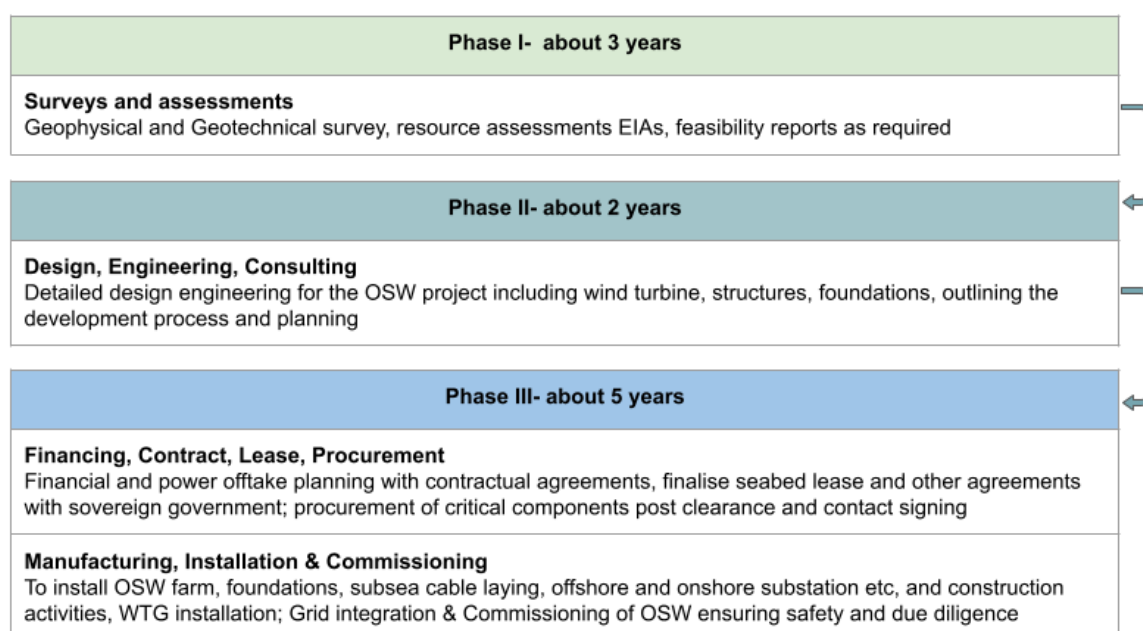 Phase I-  about 3 years
Surveys and assessments
Geophysical and Geotechnical survey, resource assessments EIAs, feasibility reports as required
Phase II- about 2 years
Design, Engineering, Consulting
Detailed design engineering for the OSW project including wind turbine, structures, foundations, outlining the
development process and planning
Phase III- about 5 years
Financing, Contract, Lease, Procurement
Financial and power offtake planning with contractual agreements, finalise seabed lease and other agreements
with sovereign government; procurement of critical components post clearance and contact signing
Manufacturing, Installation & Commissioning
To install OSW farm, foundations, subsea cable laying, offshore and onshore substation etc, and construction
activities, WTG installation; Grid integration & Commissioning of OSW ensuring safety and due diligence